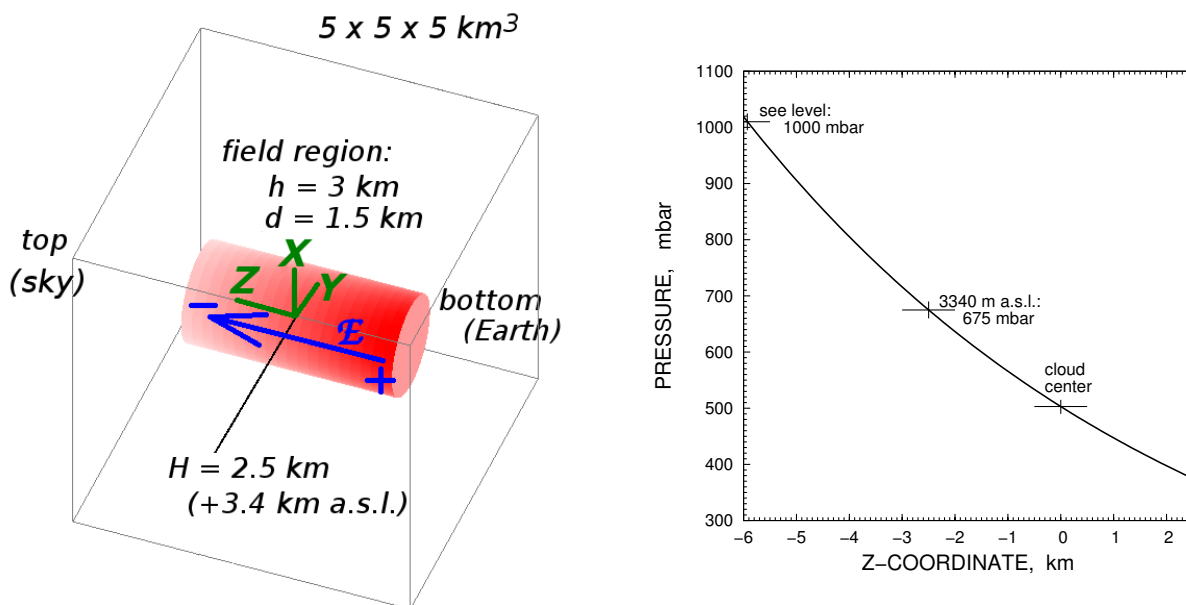 5 x 5 x 5 km³
field region:
h = 3 km
d = 1.5 km
top
(sky)
X
Z
Y
−
ℰ
+
bottom
(Earth)
H = 2.5 km
(+3.4 km a.s.l.)
PRESSURE, mbar
1100
1000
900
800
700
600
500
400
300
see level:
1000 mbar
3340 m a.s.l.:
675 mbar
cloud
center
−6 −5 −4 −3 −2 −1 0 1 2
Z−COORDINATE, km